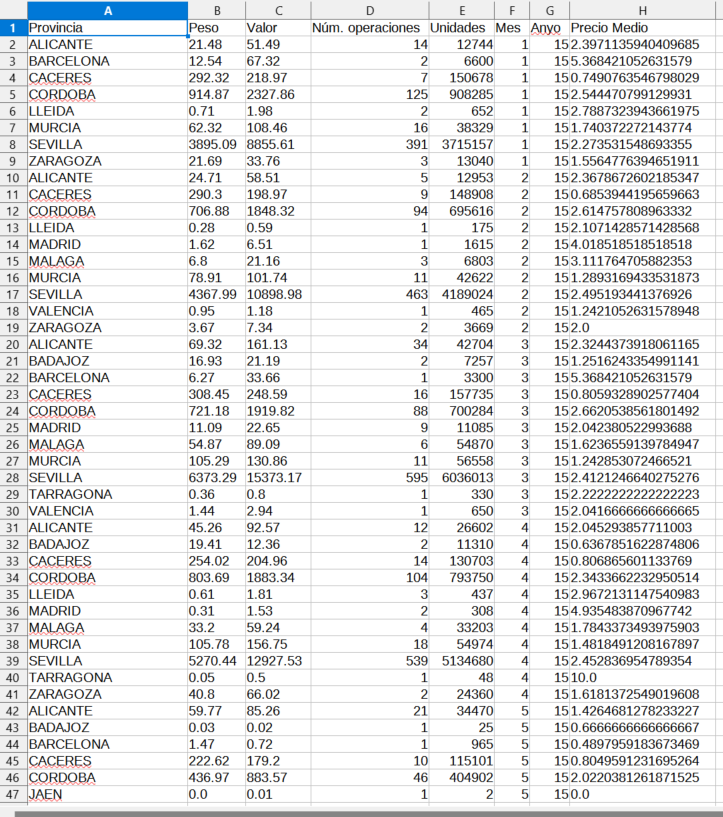 A B C D E F G H
1 Provincia Peso Valor Núm. operaciones Unidades Mes Anyo Precio Medio
2 ALICANTE 21.48 51.49 14 12744 1 15 2.3971135940409685
3 BARCELONA 12.54 67.32 2 6600 1 15 5.368421052631579
4 CACERES 292.32 218.97 7 150678 1 15 0.7490763546798029
5 CORDOBA 914.87 2327.86 125 908285 1 15 2.544470799129931
6 LLEIDA 0.71 1.98 2 652 1 15 2.7887323943661975
7 MURCIA 62.32 108.46 16 38329 1 15 1.740372272143774
8 SEVILLA 3895.09 8855.61 391 3715157 1 15 2.273531548693355
9 ZARAGOZA 21.69 33.76 3 13040 1 15 1.5564776394651911
10 ALICANTE 24.71 58.51 5 12953 2 15 2.3678672602185347
11 CACERES 290.3 198.97 9 148908 2 15 0.6853944195659663
12 CORDOBA 706.88 1848.32 94 695616 2 15 2.614757808963332
13 LLEIDA 0.28 0.59 1 175 2 15 2.1071428571428568
14 MADRID 1.62 6.51 1 1615 2 15 4.018518518518518
15 MALAGA 6.8 21.16 3 6803 2 15 3.111764705882353
16 MURCIA 78.91 101.74 11 42622 2 15 1.2893169433531873
17 SEVILLA 4367.99 10898.98 463 4189024 2 15 2.495193441376926
18 VALENCIA 0.95 1.18 1 465 2 15 1.2421052631578948
19 ZARAGOZA 3.67 7.34 2 3669 2 15 2.0
20 ALICANTE 69.32 161.13 34 42704 3 15 2.3244373918061165
21 BADAJOZ 16.93 21.19 2 7257 3 15 1.2516243354991141
22 BARCELONA 6.27 33.66 1 3300 3 15 5.368421052631579
23 CACERES 308.45 248.59 16 157735 3 15 0.8059328902577404
24 CORDOBA 721.18 1919.82 88 700284 3 15 2.6620538561801492
25 MADRID 11.09 22.65 9 11085 3 15 2.042380522993688
26 MALAGA 54.87 89.09 6 54870 3 15 1.6236559139784947
27 MURCIA 105.29 130.86 11 56558 3 15 1.242853072466521
28 SEVILLA 6373.29 15373.17 595 6036013 3 15 2.4121246640275276
29 TARRAGONA 0.36 0.8 1 330 3 15 2.2222222222222223
30 VALENCIA 1.44 2.94 1 650 3 15 2.0416666666666665
31 ALICANTE 45.26 92.57 12 26602 4 15 2.045293857711003
32 BADAJOZ 19.41 12.36 2 11310 4 15 0.6367851622874806
33 CACERES 254.02 204.96 14 130703 4 15 0.806865601133769
34 CORDOBA 803.69 1883.34 104 793750 4 15 2.3433662232950514
35 LLEIDA 0.61 1.81 3 437 4 15 2.9672131147540983
36 MADRID 0.31 1.53 2 308 4 15 4.935483870967742
37 MALAGA 33.2 59.24 4 33203 4 15 1.7843373493975903
38 MURCIA 105.78 156.75 18 54974 4 15 1.4818491208167897
39 SEVILLA 5270.44 12927.53 539 5134680 4 15 2.452836954789354
40 TARRAGONA 0.05 0.5 1 48 4 15 10.0
41 ZARAGOZA 40.8 66.02 2 24360 4 15 1.6181372549019608
42 ALICANTE 59.77 85.26 21 34470 5 15 1.4264681278233227
43 BADAJOZ 0.03 0.02 1 25 5 15 0.6666666666666667
44 BARCELONA 1.47 0.72 1 965 5 15 0.4897959183673469
45 CACERES 222.62 179.2 10 115101 5 15 0.8049591231695264
46 CORDOBA 436.97 883.57 46 404902 5 15 2.0220381261871525
47 JAEN 0.0 0.01 1 2 5 15 0.0